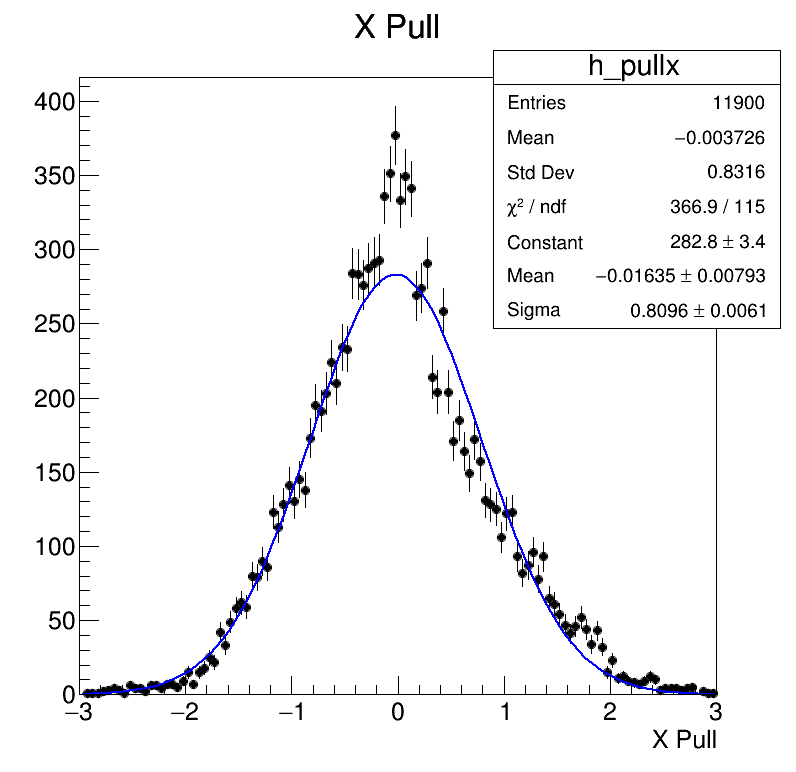 X Pull
h_pullx
Entries 11900
Mean −0.003726
Std Dev 0.8316
χ² / ndf 366.9 / 115
Constant 282.8 ± 3.4
Mean −0.01635 ± 0.00793
Sigma 0.8096 ± 0.0061
400
350
300
250
200
150
100
50
0
−3 −2 −1 0 1 2 3
X Pull